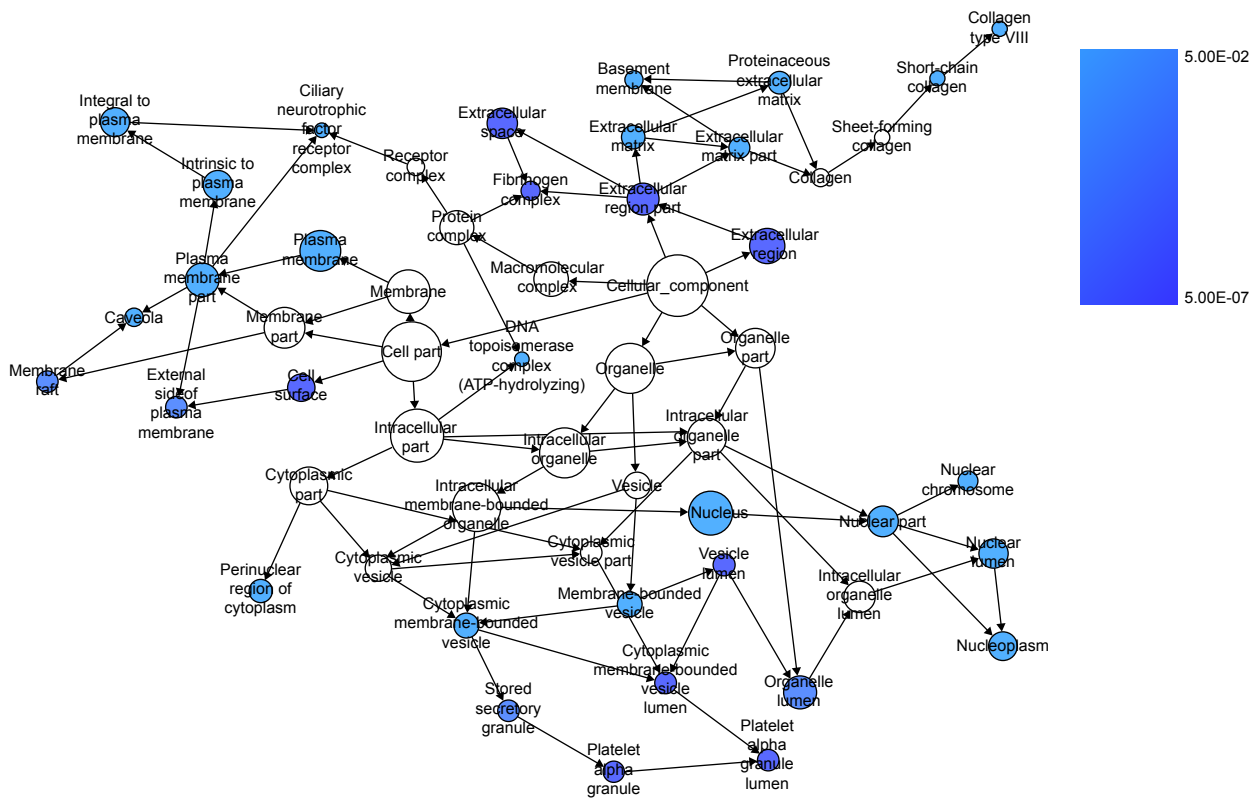 Collagen
type VIII
5.00E-02
5.00E-07
Basement
membrane
Proteinaceous
extracellular
matrix
Short-chain
collagen
Integral to
plasma
membrane
Ciliary
neurotrophic
factor
receptor
complex
Extracellular
space
Extracellular
matrix
Extracellular
matrix part
Sheet-forming
collagen
Receptor
complex
Intrinsic to
plasma
membrane
Fibrinogen
complex
Extracellular
region part
Collagen
Protein
complex
Plasma
membrane
Extracellular
region
Plasma
membrane
part
Macromolecular
complex
Cellular_component
Membrane
Caveola
Membrane
part
Cell part
DNA
topoisomerase
complex
(ATP-hydrolyzing)
Organelle
part
Organelle
Membrane
raft
External
side of
plasma
membrane
Cell
surface
Intracellular
part
Intracellular
organelle
Intracellular
organelle
part
Cytoplasmic
part
Intracellular
membrane-bounded
organelle
Vesicle
Nuclear
chromosome
Nucleus
Nuclear part
Cytoplasmic
vesicle
Cytoplasmic
vesicle part
Vesicle
lumen
Nuclear
lumen
Perinuclear
region of
cytoplasm
Cytoplasmic
membrane-bounded
vesicle
Membrane-bounded
vesicle
Intracellular
organelle
lumen
Nucleoplasm
Cytoplasmic
membrane-bounded
vesicle
lumen
Organelle
lumen
Stored
secretory
granule
Platelet
alpha
granule
Platelet
alpha
granule
lumen